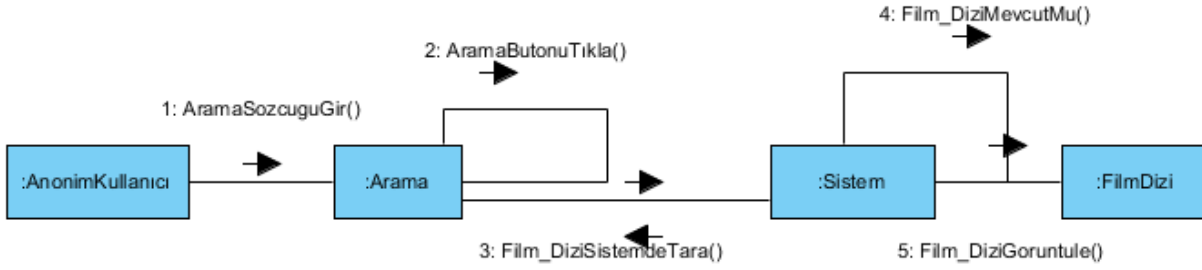 4: Film_DiziMevcutMu()
2: AramaButonuTıkla()
1: AramaSozcuguGir()
:AnonimKullanıcı
:Arama
:Sistem
:FilmDizi
3: Film_DiziSistemdeTara()
5: Film_DiziGoruntule()